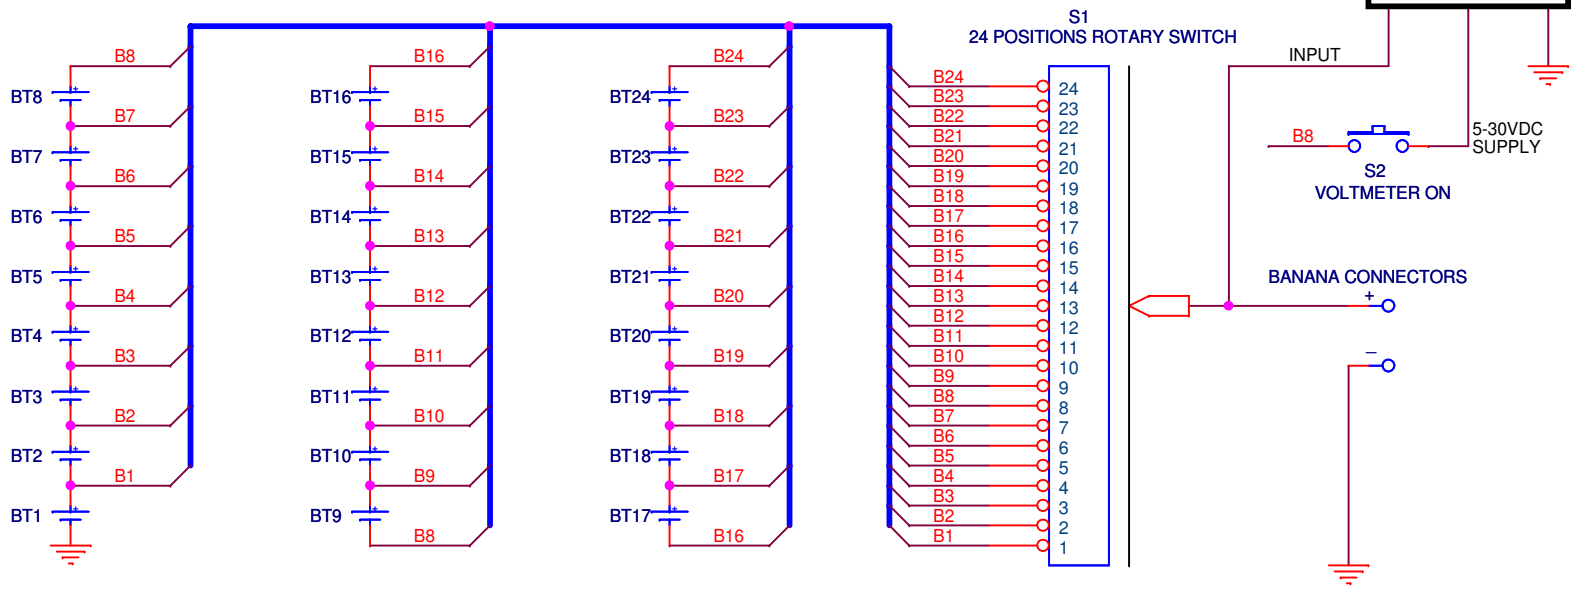 B8
BT8
B7
BT7
B6
BT6
B5
BT5
B4
BT4
B3
BT3
B2
BT2
B1
BT1
B16
BT16
B15
BT15
B14
BT14
B13
BT13
B12
BT12
B11
BT11
B10
BT10
B9
BT9
B8
B24
BT24
B23
BT23
B22
BT22
B21
BT21
B20
BT20
B19
BT19
B18
BT18
B17
BT17
B16
S1
24 POSITIONS ROTARY SWITCH
B24 24
B23 23
B22 22
B21 21
B20 20
B19 19
B18 18
B17 17
B16 16
B15 15
B14 14
B13 13
B12 12
B11 11
B10 10
B9 9
B8 8
B7 7
B6 6
B5 5
B4 4
B3 3
B2 2
B1 1
INPUT
B8
5-30VDC
SUPPLY
S2
VOLTMETER ON
BANANA CONNECTORS
+
–